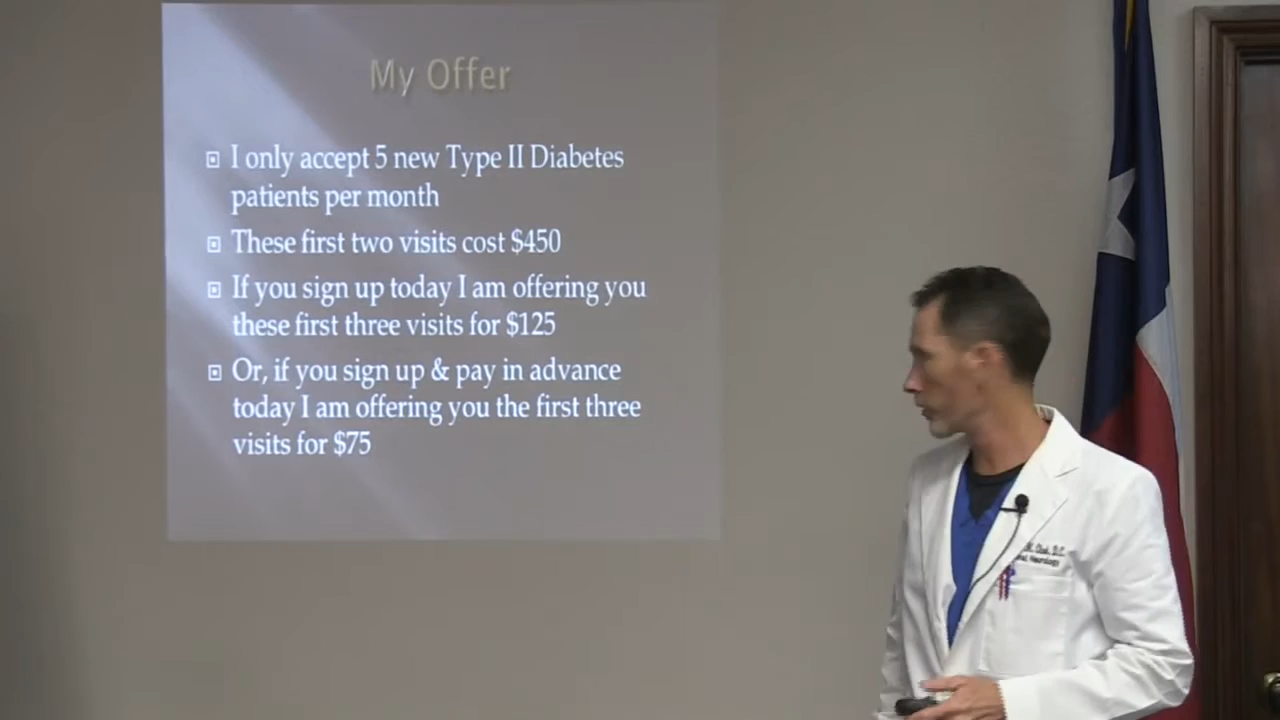 My Offer
I only accept 5 new Type II Diabetes
patients per month
These first two visits cost $450
If you sign up today I am offering you
these first three visits for $125
Or, if you sign up & pay in advance
today I am offering you the first three
visits for $75
D.C.
Neurology